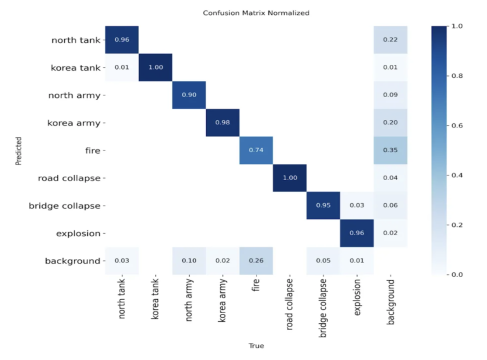 Confusion Matrix Normalized
1.0
north tank 0.96 0.22
korea tank 0.01 1.00 0.01
0.8
north army 0.90 0.09
korea army 0.98 0.20
0.6
Predicted
fire 0.74 0.35
0.4
road collapse 1.00 0.04
bridge collapse 0.95 0.03 0.06
0.2
explosion 0.96 0.02
background 0.03 0.10 0.02 0.26 0.05 0.01
0.0
north tank
korea tank
north army
korea army
fire
road collapse
bridge collapse
explosion
background
True